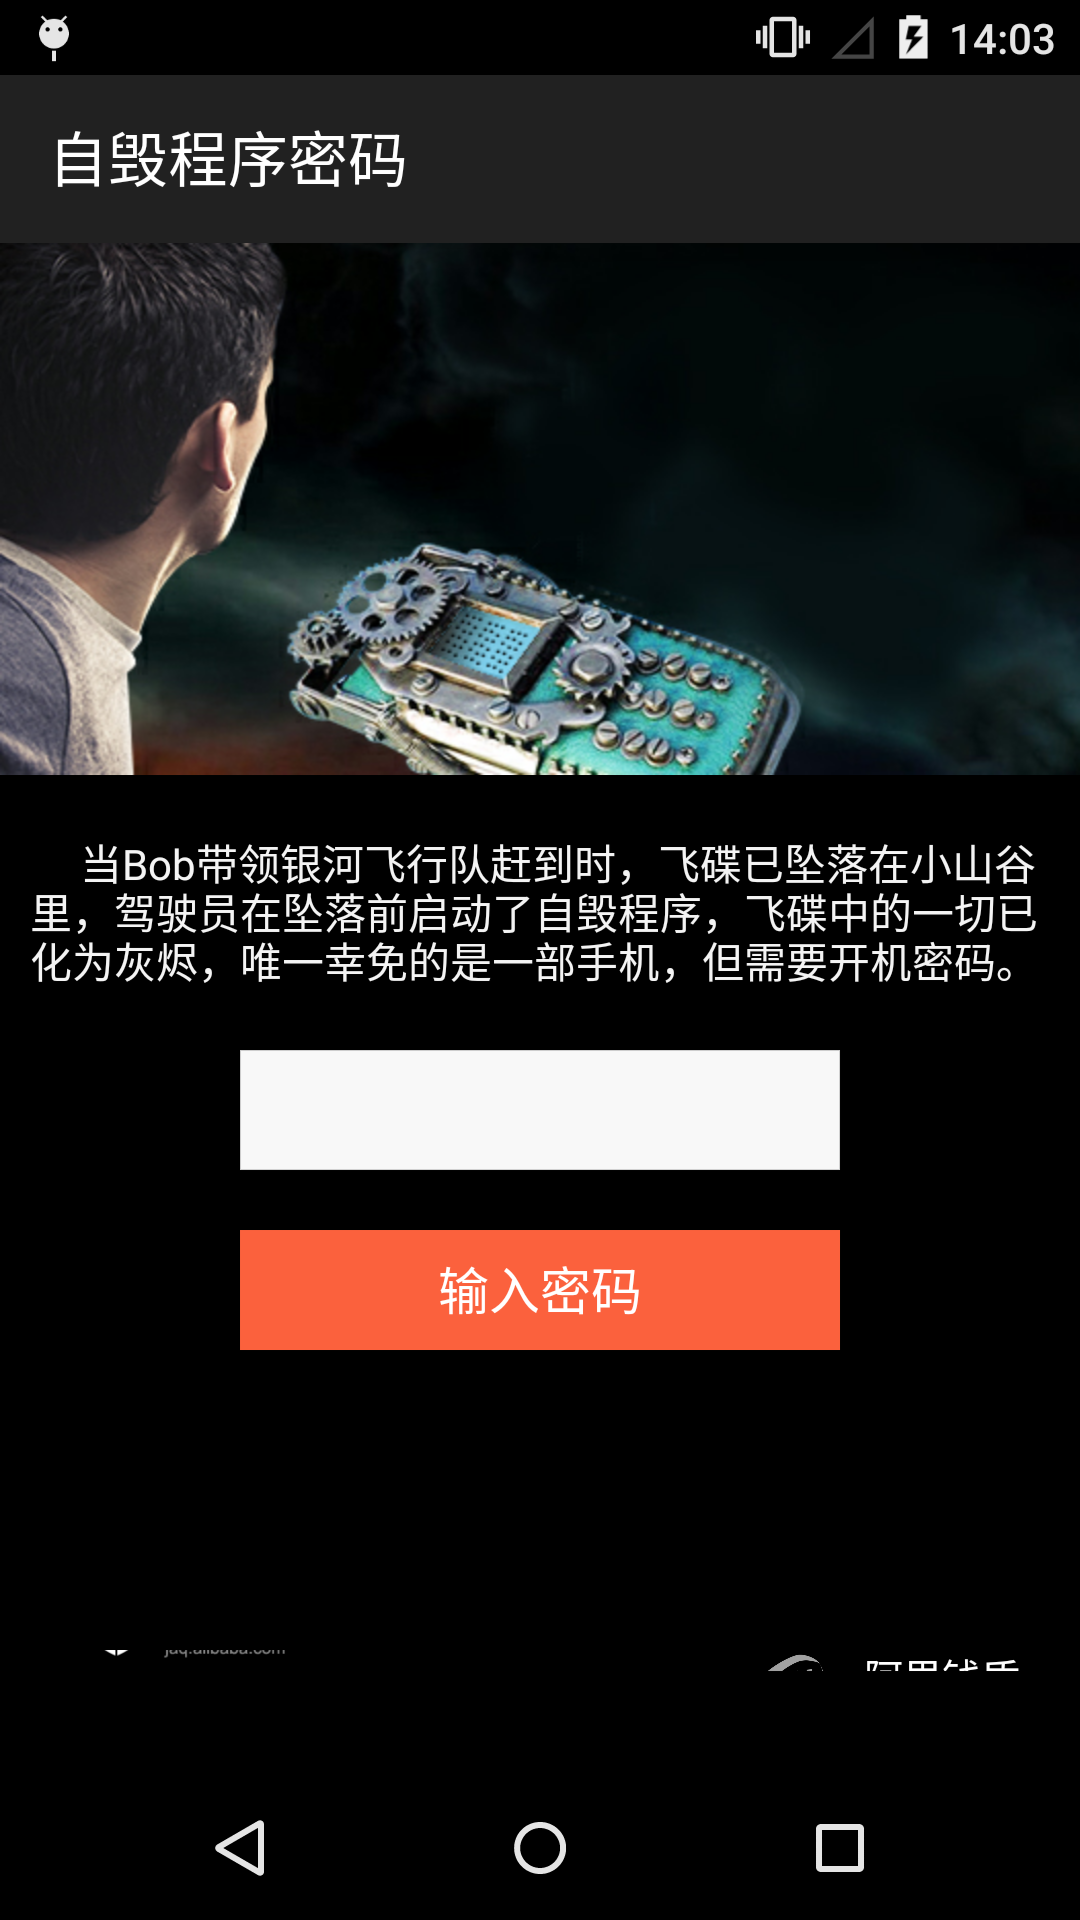 14:03
自毁程序密码
当Bob带领银河飞行队赶到时，飞碟已坠落在小山谷
里，驾驶员在坠落前启动了自毁程序，飞碟中的一切已
化为灰烬，唯一幸免的是一部手机，但需要开机密码。
输入密码
jaq.alibaba.com
阿里钱盾